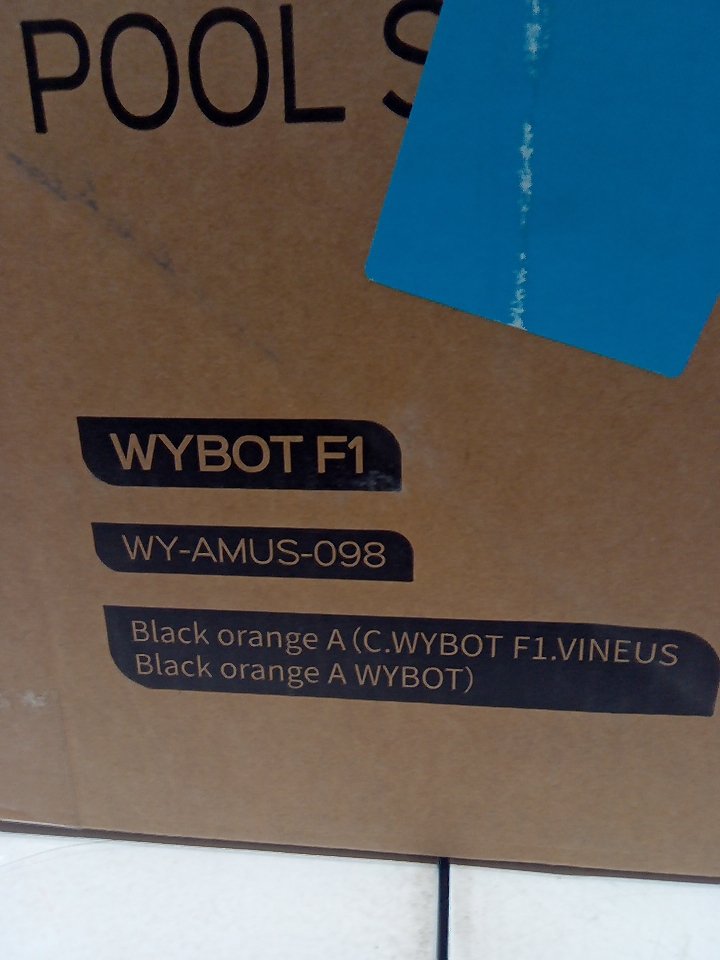 POOL
WYBOT F1
WY-AMUS-098
Black orange A (C.WYBOT F1.VINEUS
Black orange A WYBOT)